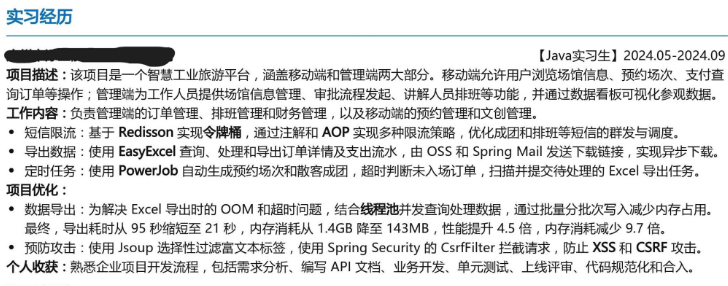 实习经历
【Java实习生】2024.05-2024.09
项目描述：该项目是一个智慧工业旅游平台，涵盖移动端和管理端两大部分。移动端允许用户浏览场馆信息、预约场次、支付查
询订单等操作；管理端为工作人员提供场馆信息管理、审批流程发起、讲解人员排班等功能，并通过数据看板可视化参观数据。
工作内容：负责管理端的订单管理、排班管理和财务管理，以及移动端的预约管理和文创管理。
• 短信限流：基于 Redisson 实现令牌桶，通过注解和 AOP 实现多种限流策略，优化成团和排班等短信的群发与调度。
• 导出数据：使用 EasyExcel 查询、处理和导出订单详情及支出流水，由 OSS 和 Spring Mail 发送下载链接，实现异步下载。
• 定时任务：使用 PowerJob 自动生成预约场次和散客成团，超时判断未入场订单，扫描并提交待处理的 Excel 导出任务。
项目优化：
• 数据导出：为解决 Excel 导出时的 OOM 和超时问题，结合线程池并发查询处理数据，通过批量分批次写入减少内存占用。
最终，导出耗时从 95 秒缩短至 21 秒，内存消耗从 1.4GB 降至 143MB，性能提升 4.5 倍，内存消耗减少 9.7 倍。
• 预防攻击：使用 Jsoup 选择性过滤富文本标签，使用 Spring Security 的 CsrfFilter 拦截请求，防止 XSS 和 CSRF 攻击。
个人收获：熟悉企业项目开发流程，包括需求分析、编写 API 文档、业务开发、单元测试、上线评审、代码规范化和合入。